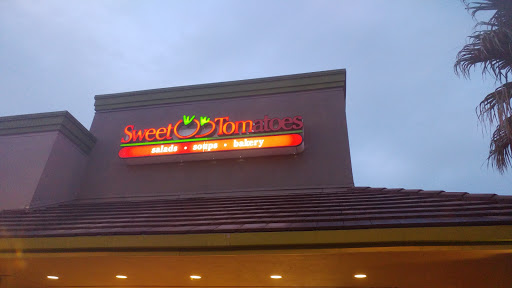 Sweet Tomatoes
salads • soups • bakery